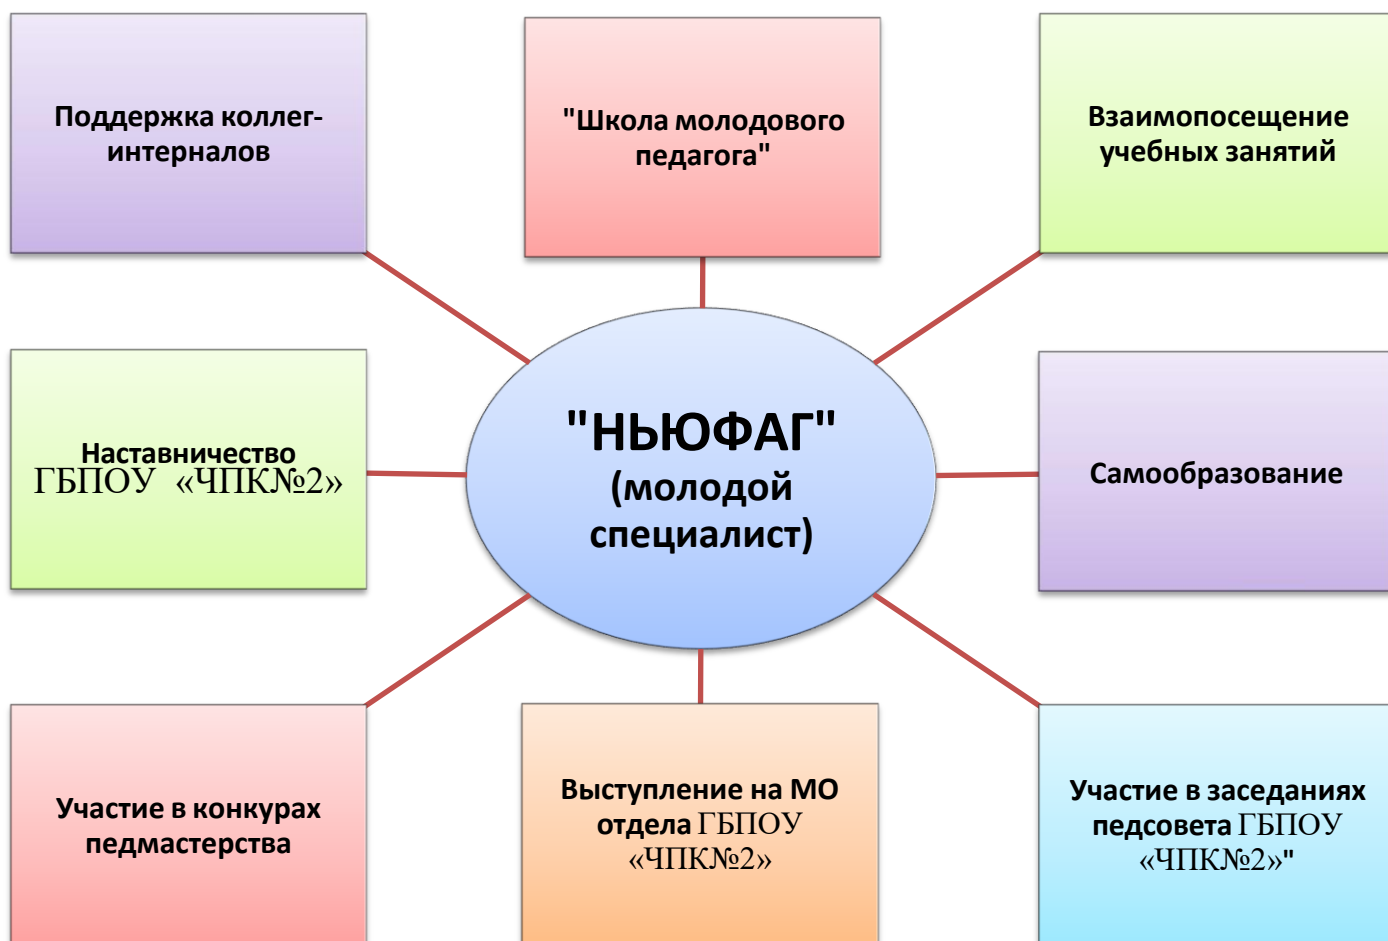 Поддержка коллег-
интерналов
"Школа молодового
педагога"
Взаимопосещение
учебных занятий
Наставничество
ГБПОУ «ЧПК№2»
"НЬЮФАГ"
(молодой
специалист)
Самообразование
Участие в конкурах
педмастерства
Выступление на МО
отдела ГБПОУ
«ЧПК№2»
Участие в заседаниях
педсовета ГБПОУ
«ЧПК№2»"